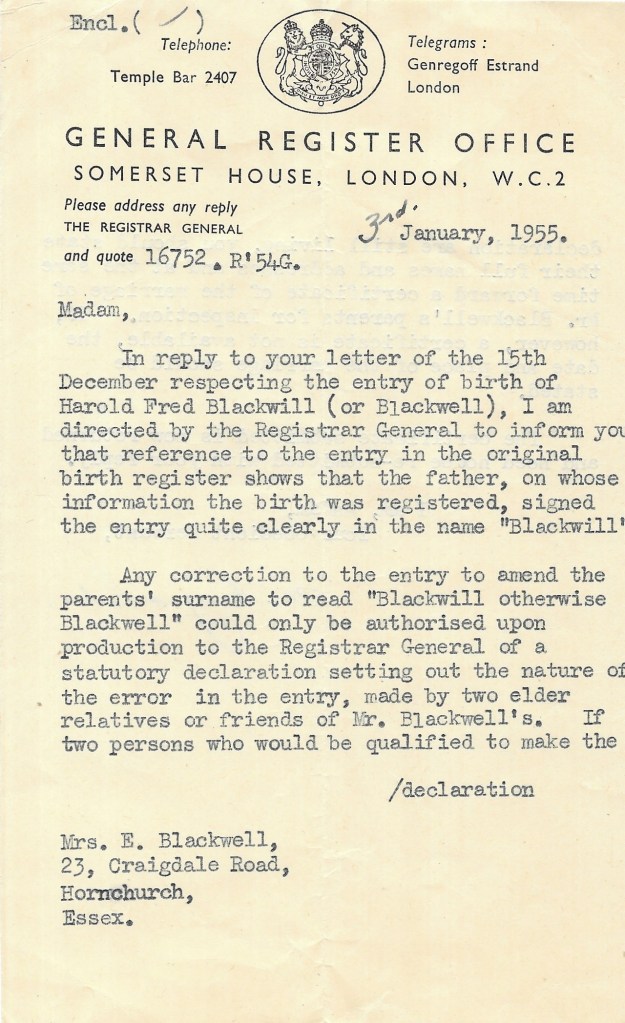 Encl.( ✓ )
Telephone:
Temple Bar 2407
Telegrams :
Genregoff Estrand
London
GENERAL REGISTER OFFICE
SOMERSET HOUSE, LONDON, W.C.2
Please address any reply
THE REGISTRAR GENERAL
and quote 16752. R'54G.
3rd. January, 1955.
Madam,
In reply to your letter of the 15th
December respecting the entry of birth of
Harold Fred Blackwill (or Blackwell), I am
directed by the Registrar General to inform you
that reference to the entry in the original
birth register shows that the father, on whose
information the birth was registered, signed
the entry quite clearly in the name "Blackwill"
Any correction to the entry to amend the
parents' surname to read "Blackwill otherwise
Blackwell" could only be authorised upon
production to the Registrar General of a
statutory declaration setting out the nature of
the error in the entry, made by two elder
relatives or friends of Mr. Blackwell's. If
two persons who would be qualified to make the
/declaration
Mrs. E. Blackwell,
23, Craigdale Road,
Hornchurch,
Essex.